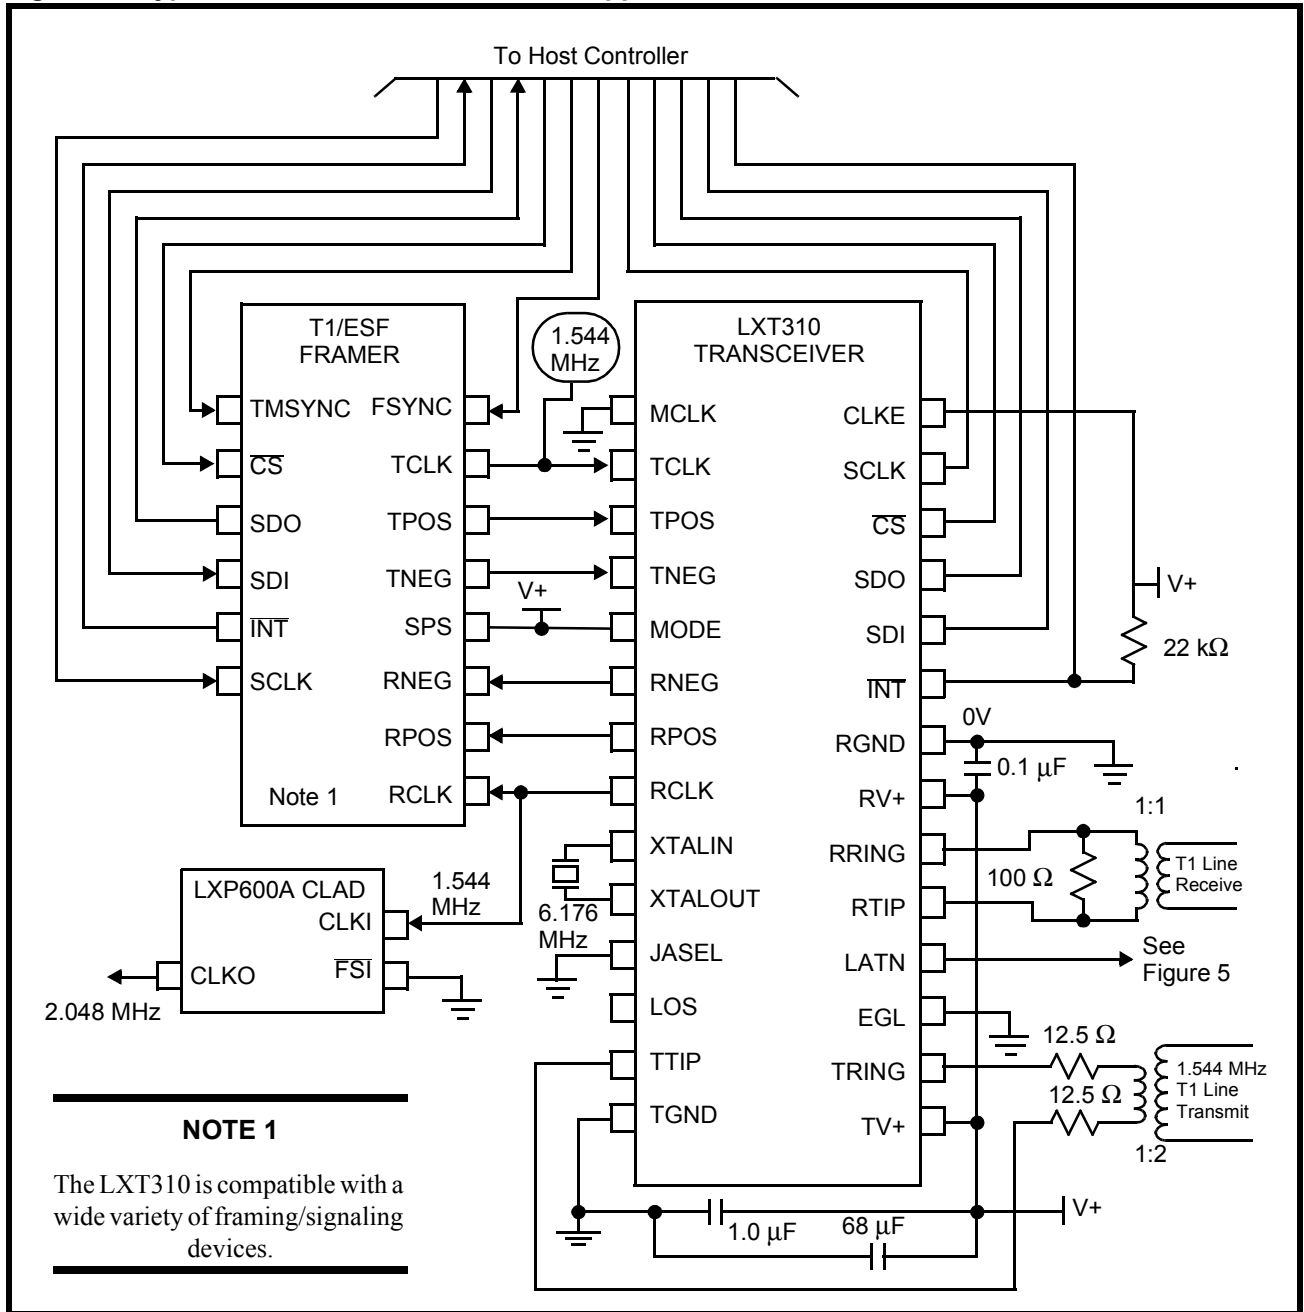 To Host Controller
T1/ESF
FRAMER
TMSYNC
FSYNC
CS
TCLK
SDO
TPOS
SDI
TNEG
INT
SPS
SCLK
RNEG
RPOS
Note 1
RCLK
1.544
MHz
V+
LXT310
TRANSCEIVER
MCLK
CLKE
TCLK
SCLK
TPOS
CS
TNEG
SDO
MODE
SDI
RNEG
INT
RPOS
RGND
RCLK
RV+
XTALIN
RRING
XTALOUT
RTIP
JASEL
LATN
LOS
EGL
TTIP
TRING
TGND
TV+
V+
22 kΩ
0V
0.1 µF
1:1
100 Ω
T1 Line
Receive
See
Figure 5
12.5 Ω
12.5 Ω
1.544 MHz
T1 Line
Transmit
1:2
V+
1.0 µF
68 µF
6.176
MHz
LXP600A CLAD
CLKI
CLKO
FSI
1.544
MHz
2.048 MHz
NOTE 1
The LXT310 is compatible with a
wide variety of framing/signaling
devices.